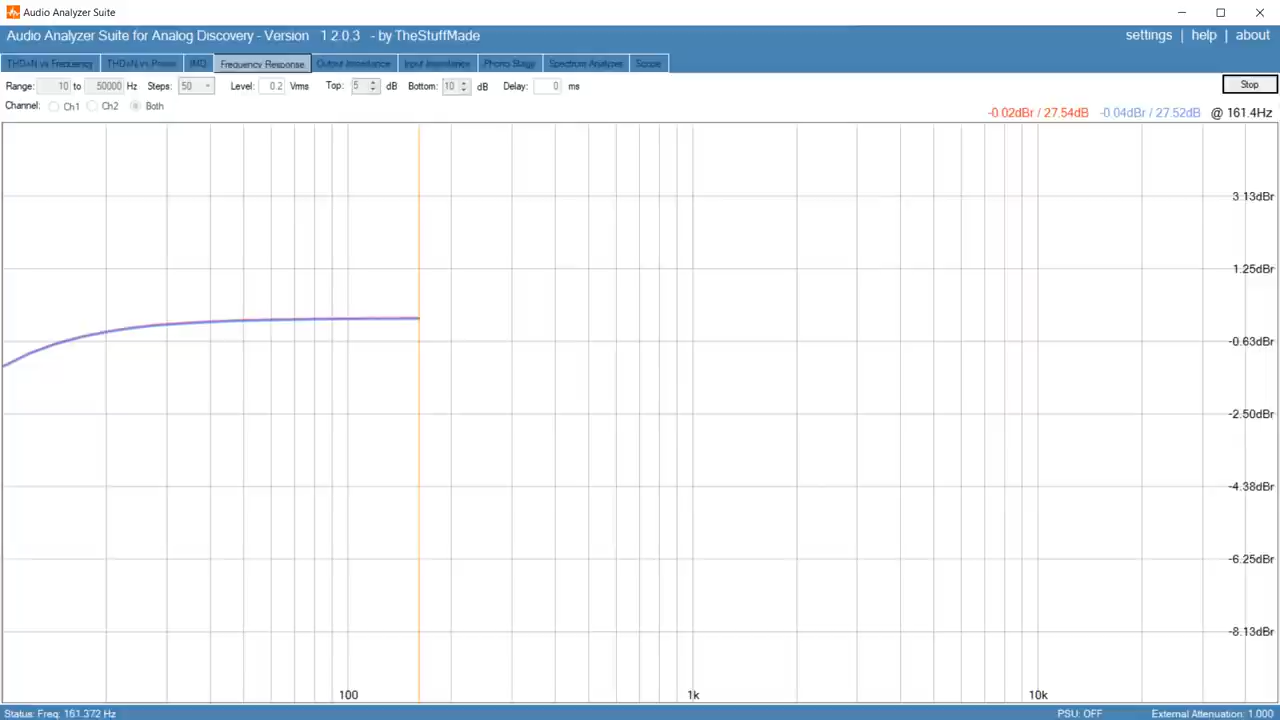 Audio Analyzer Suite
Audio Analyzer Suite for Analog Discovery - Version 1 2.0.3 - by TheStuffMade
settings | help | about
THD+N vs Frequency THD+N vs Power IMD Frequency Response Output Impedance Input Impedance Phono Stage Spectrum Analyzer Scope
Range: 10 to 50000 Hz Steps: 50 Level: 0.2 Vrms Top: 5 dB Bottom: 10 dB Delay: 0 ms
Stop
Channel: Ch1 Ch2 Both
-0.02dBr / 27.54dB -0.04dBr / 27.52dB @ 161.4Hz
3.13dBr
1.25dBr
-0.63dBr
-2.50dBr
-4.38dBr
-6.25dBr
-8.13dBr
100 1k 10k
Status: Freq: 161.372 Hz PSU: OFF External Attenuation: 1.000